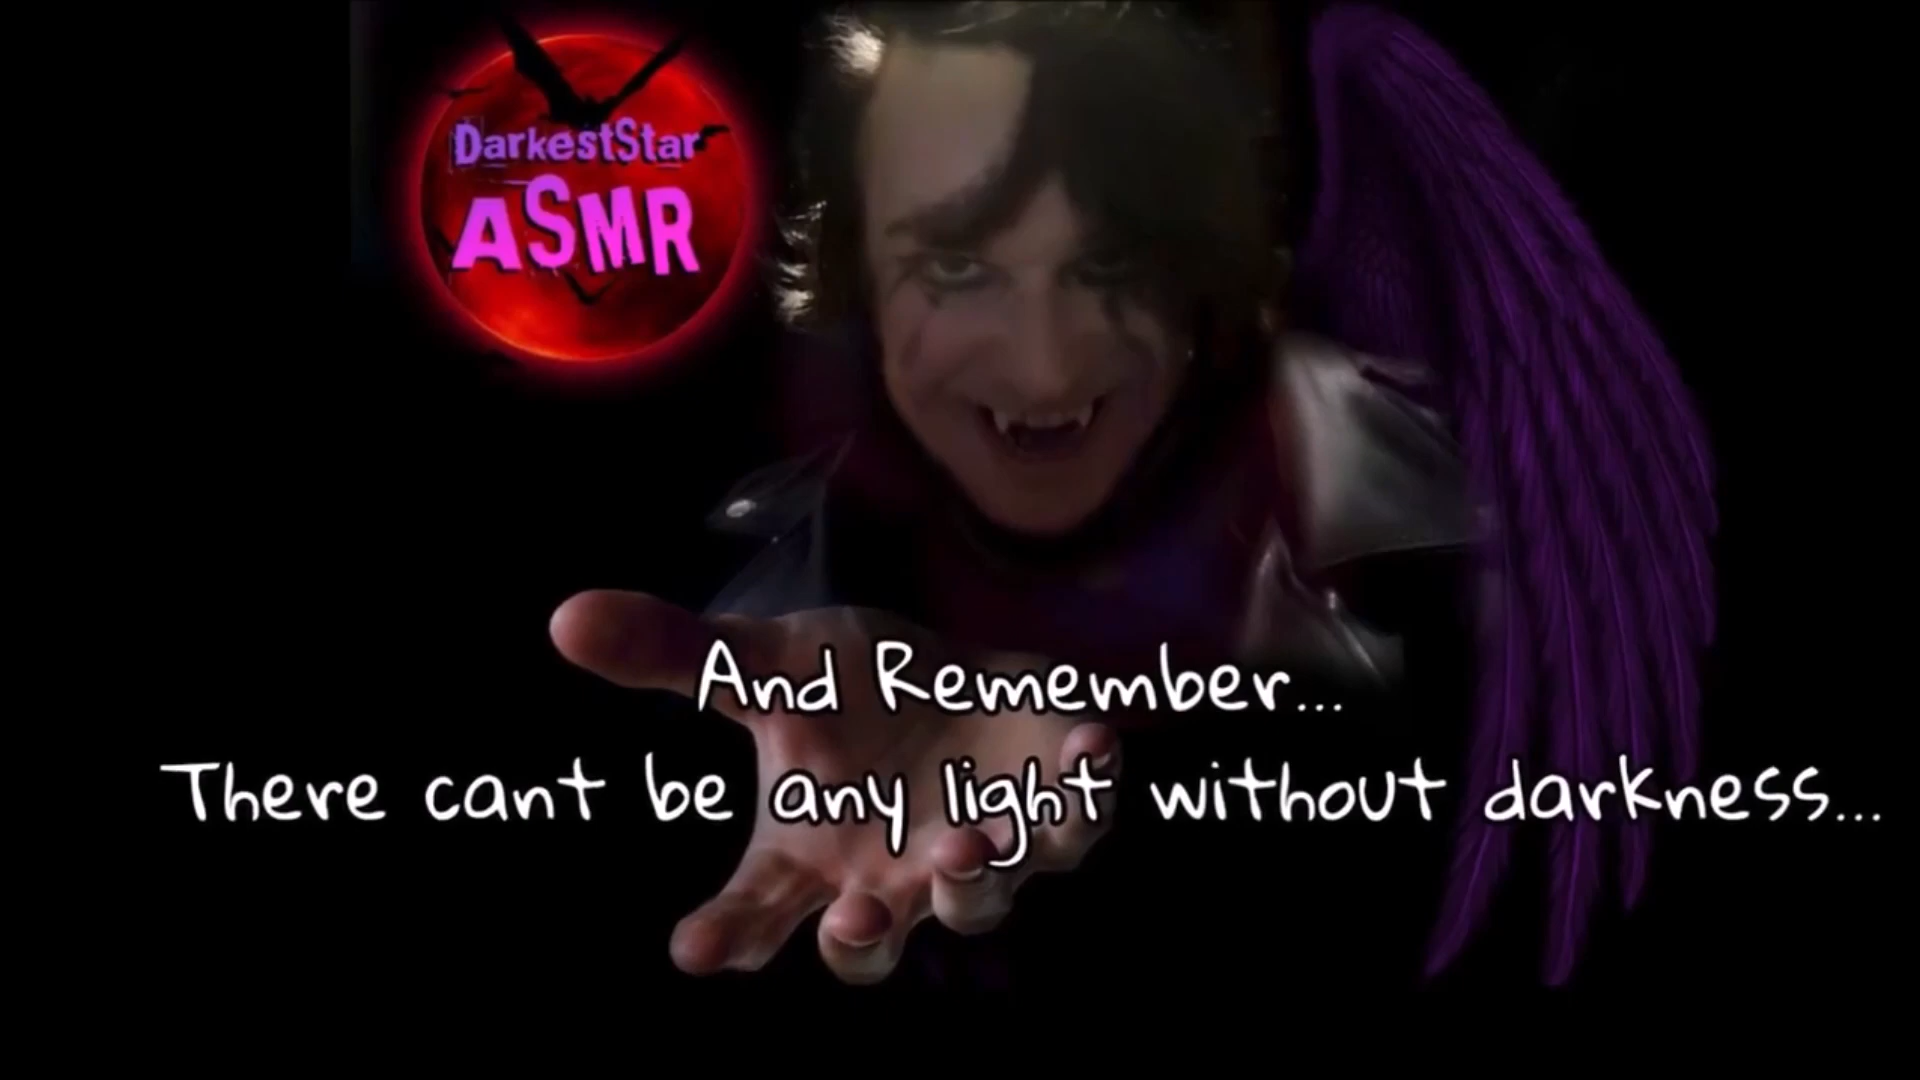 DarkestStar
ASMR
And Remember...
There cant be any light without darkness...